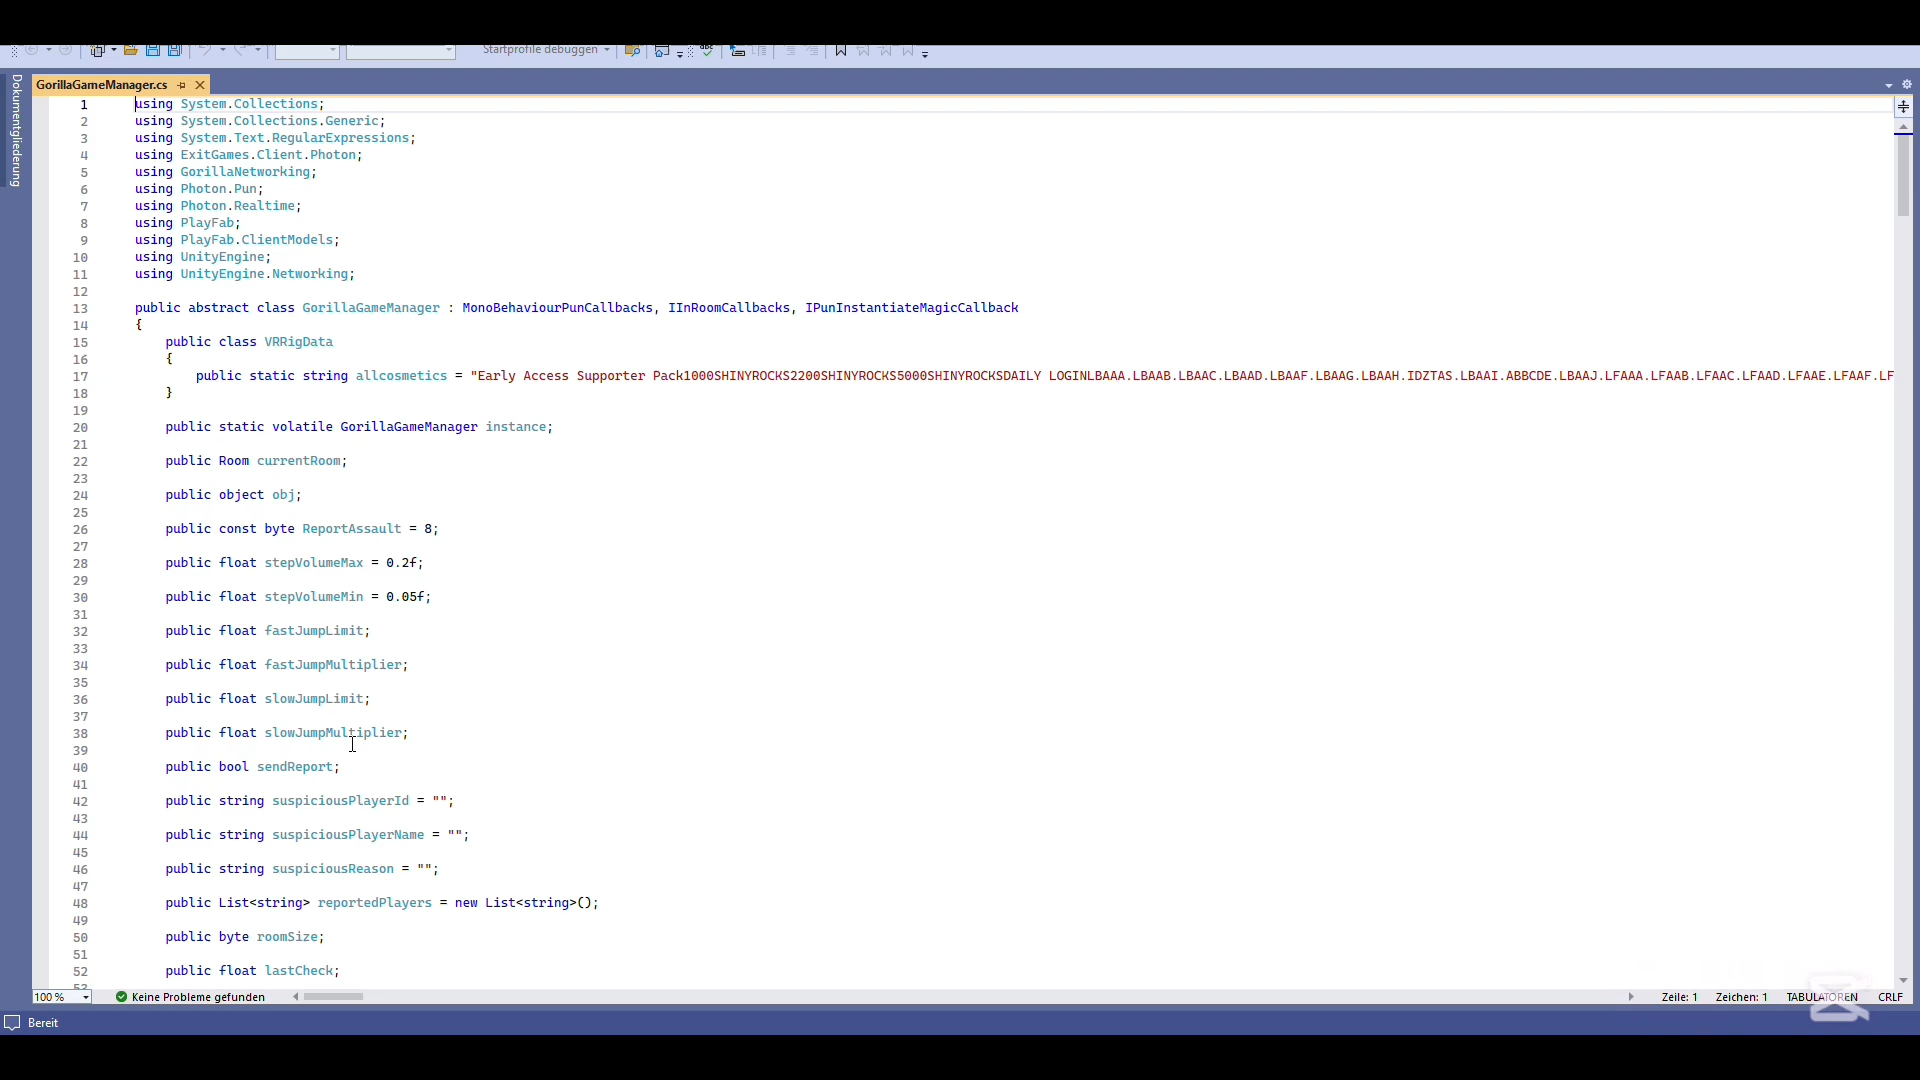 Startprofile debuggen
GorillaGameManager.cs
Dokumentgliederung
1 using System.Collections;
2 using System.Collections.Generic;
3 using System.Text.RegularExpressions;
4 using ExitGames.Client.Photon;
5 using GorillaNetworking;
6 using Photon.Pun;
7 using Photon.Realtime;
8 using PlayFab;
9 using PlayFab.ClientModels;
10 using UnityEngine;
11 using UnityEngine.Networking;
12
13 public abstract class GorillaGameManager : MonoBehaviourPunCallbacks, IInRoomCallbacks, IPunInstantiateMagicCallback
14 {
15 public class VRRigData
16 {
17 public static string allcosmetics = "Early Access Supporter Pack1000SHINYROCKS2200SHINYROCKS5000SHINYROCKSDAILY LOGINLBAAA.LBAAB.LBAAC.LBAAD.LBAAF.LBAAG.LBAAH.IDZTAS.LBAAI.ABBCDE.LBAAJ.LFAAA.LFAAB.LFAAC.LFAAD.LFAAE.LFAAF.LF
18 }
19
20 public static volatile GorillaGameManager instance;
21
22 public Room currentRoom;
23
24 public object obj;
25
26 public const byte ReportAssault = 8;
27
28 public float stepVolumeMax = 0.2f;
29
30 public float stepVolumeMin = 0.05f;
31
32 public float fastJumpLimit;
33
34 public float fastJumpMultiplier;
35
36 public float slowJumpLimit;
37
38 public float slowJumpMultiplier;
39
40 public bool sendReport;
41
42 public string suspiciousPlayerId = "";
43
44 public string suspiciousPlayerName = "";
45
46 public string suspiciousReason = "";
47
48 public List<string> reportedPlayers = new List<string>();
49
50 public byte roomSize;
51
52 public float lastCheck;
53
100 % Keine Probleme gefunden Zeile: 1 Zeichen: 1 TABULATOREN CRLF
Bereit